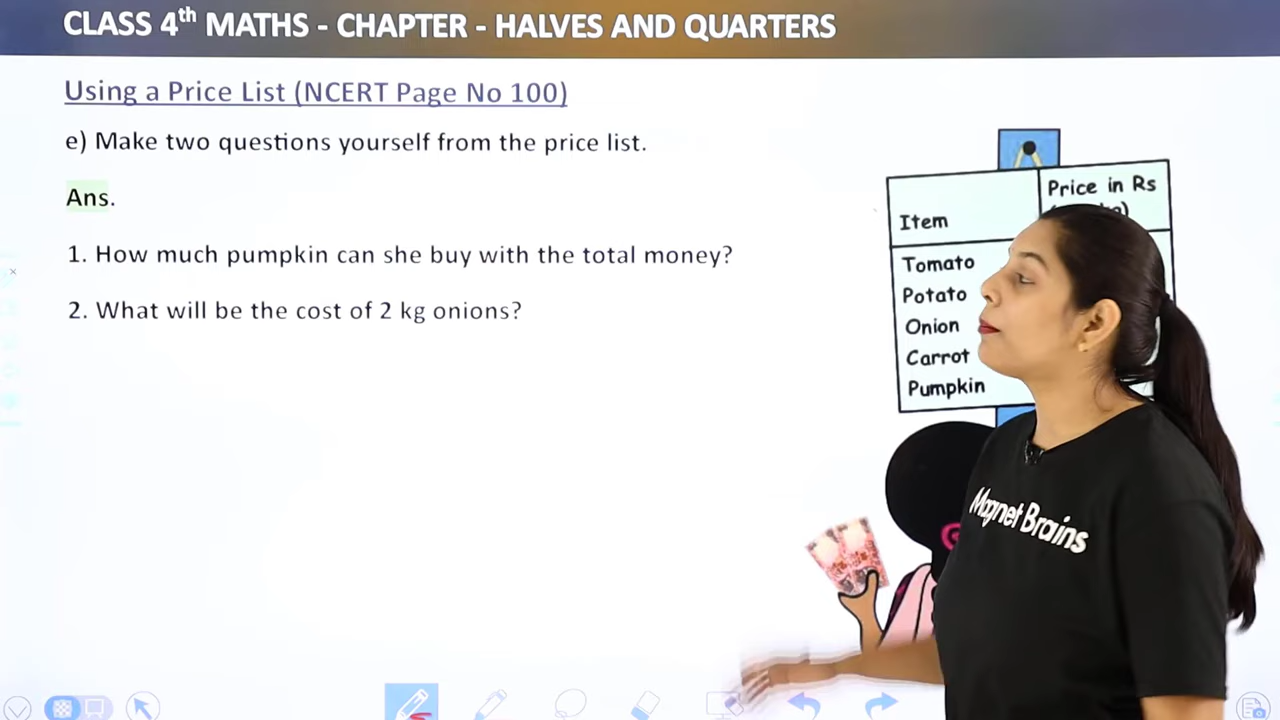 CLASS 4th MATHS - CHAPTER - HALVES AND QUARTERS
Using a Price List (NCERT Page No 100)
e) Make two questions yourself from the price list.
Ans.
1. How much pumpkin can she buy with the total money?
2. What will be the cost of 2 kg onions?
Item
Price in Rs
Tomato
Potato
Onion
Carrot
Pumpkin
Magnet Brains